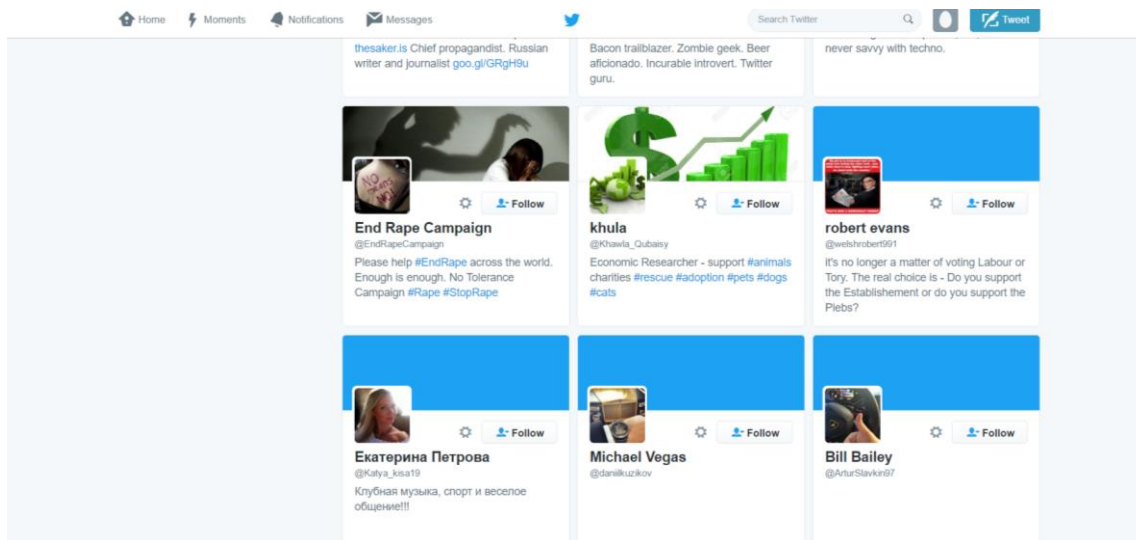 Home Moments Notifications Messages Search Twitter Tweet
thesaker.is Chief propagandist. Russian
writer and journalist goo.gl/GRgH9u
Bacon trailblazer. Zombie geek. Beer
aficionado. Incurable introvert. Twitter
guru.
never savvy with techno.
Follow
End Rape Campaign
@EndRapeCampaign
Please help #EndRape across the world.
Enough is enough. No Tolerance
Campaign #Rape #StopRape
Follow
khula
@Khawla_Qubaisy
Economic Researcher - support #animals
charities #rescue #adoption #pets #dogs
#cats
Follow
robert evans
@welshrobert991
It's no longer a matter of voting Labour or
Tory. The real choice is - Do you support
the Establishement or do you support the
Plebs?
Follow
Екатерина Петрова
@Katya_kisa19
Клубная музыка, спорт и веселое
общение!!!
Follow
Michael Vegas
@daniilkuzikov
Follow
Bill Bailey
@ArturSlavkin97